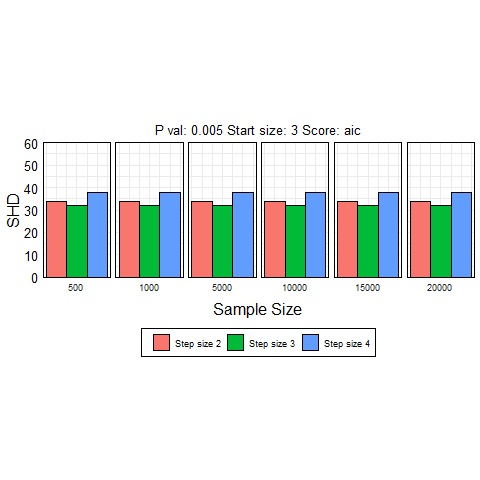 P val: 0.005 Start size: 3 Score: aic
60
50
40
30
20
10
0
SHD
500 1000 5000 10000 15000 20000
Sample Size
Step size 2 Step size 3 Step size 4